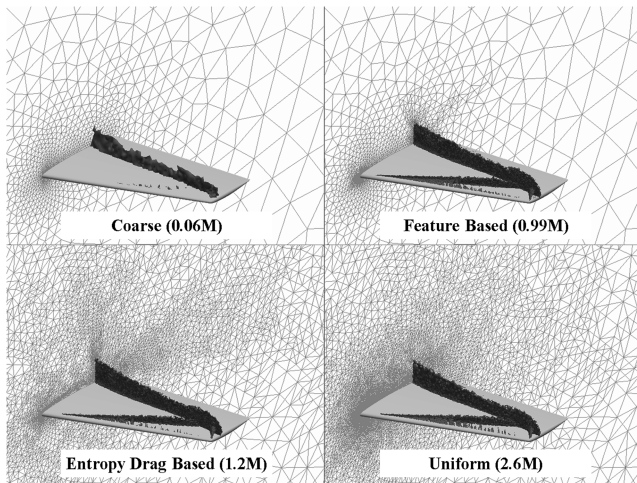 Coarse (0.06M)
Feature Based (0.99M)
Entropy Drag Based (1.2M)
Uniform (2.6M)